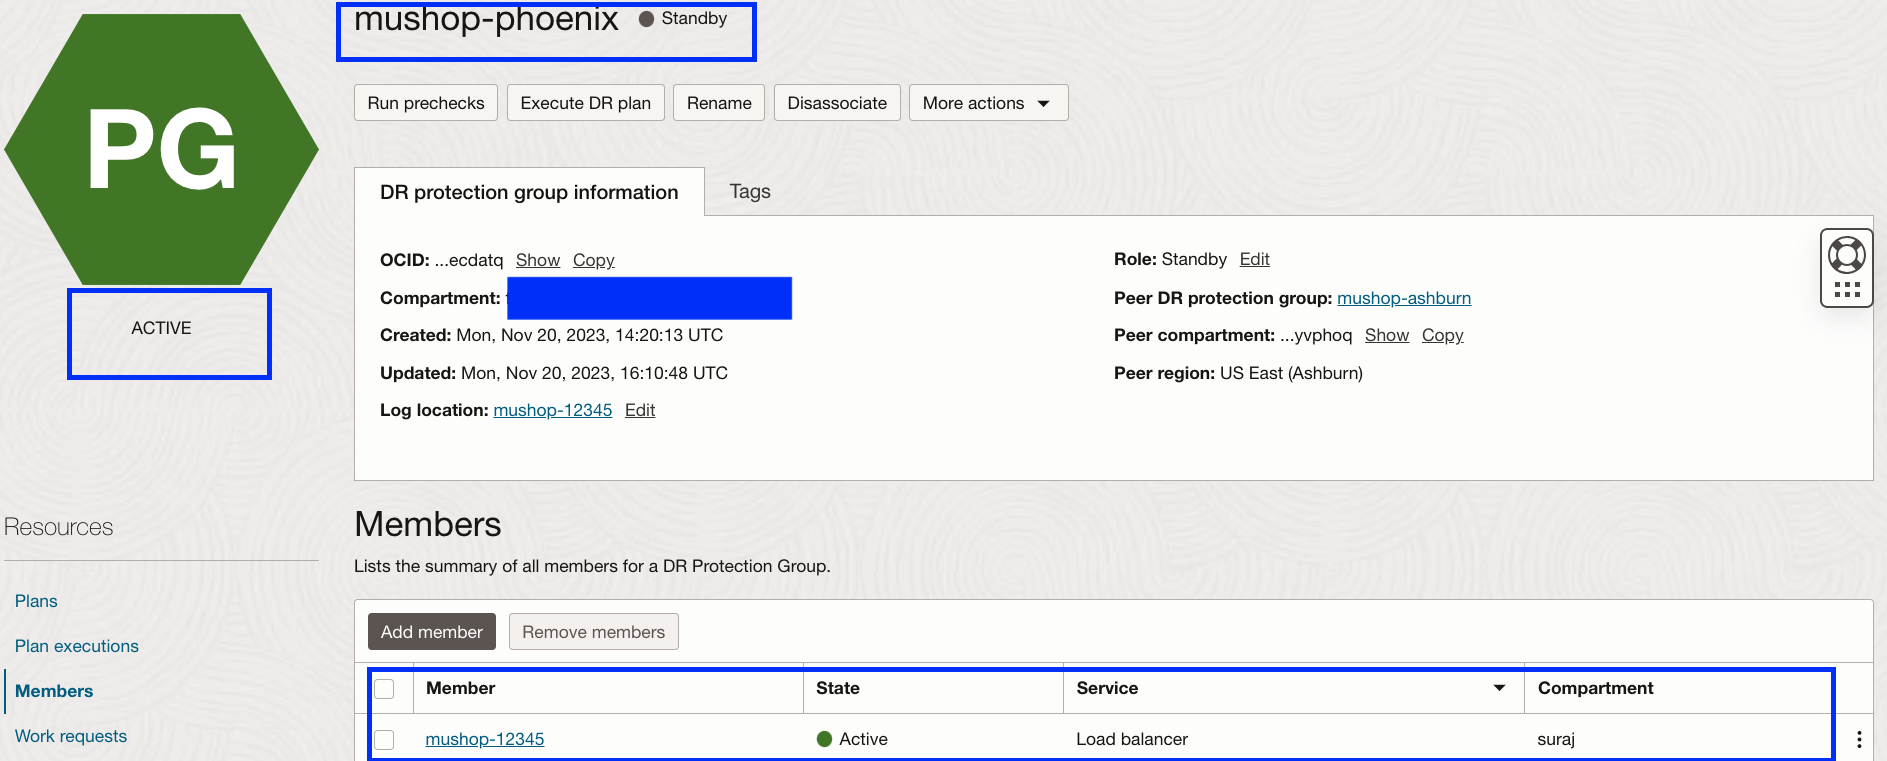 mushop-phoenix Standby
PG
ACTIVE
Run prechecks Execute DR plan Rename Disassociate More actions
DR protection group information Tags
OCID: ...ecdatq Show Copy
Compartment:
Created: Mon, Nov 20, 2023, 14:20:13 UTC
Updated: Mon, Nov 20, 2023, 16:10:48 UTC
Log location: mushop-12345 Edit
Role: Standby Edit
Peer DR protection group: mushop-ashburn
Peer compartment: ...yvphoq Show Copy
Peer region: US East (Ashburn)
Resources
Plans
Plan executions
Members
Work requests
Members
Lists the summary of all members for a DR Protection Group.
Add member Remove members
Member State Service Compartment
mushop-12345 Active Load balancer suraj